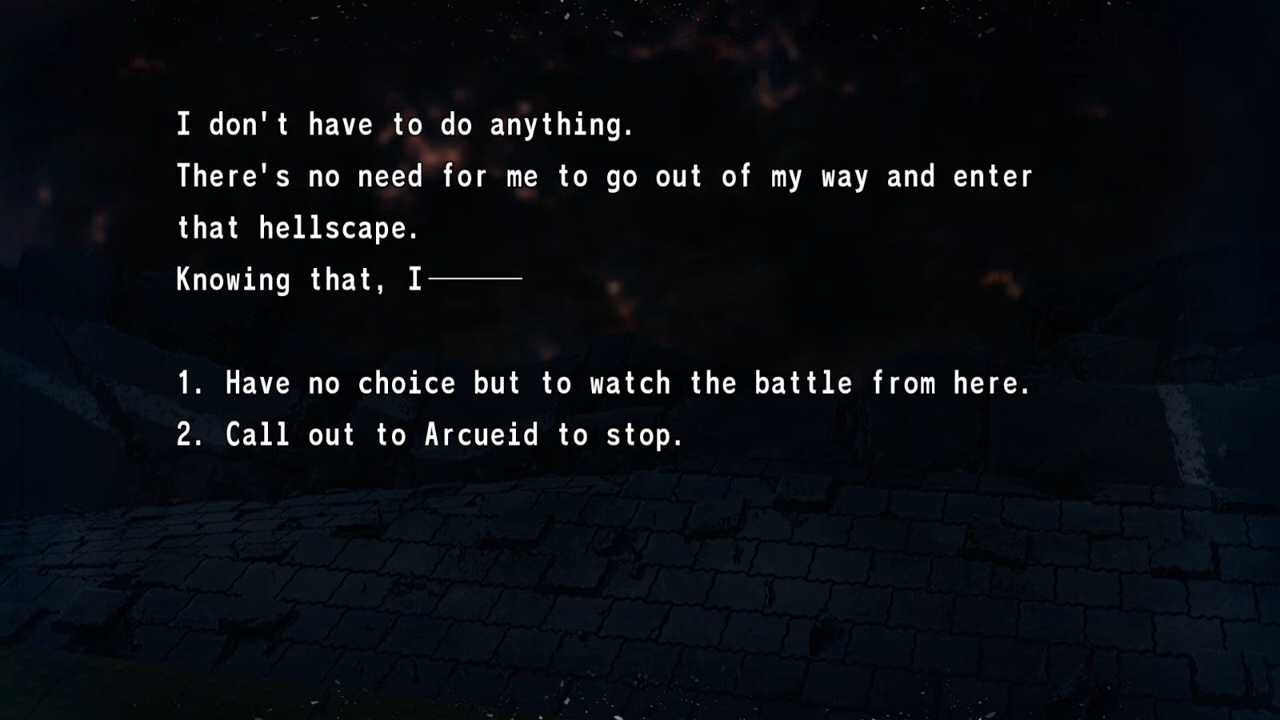 I don't have to do anything.
There's no need for me to go out of my way and enter
that hellscape.
Knowing that, I———
1. Have no choice but to watch the battle from here.
2. Call out to Arcueid to stop.